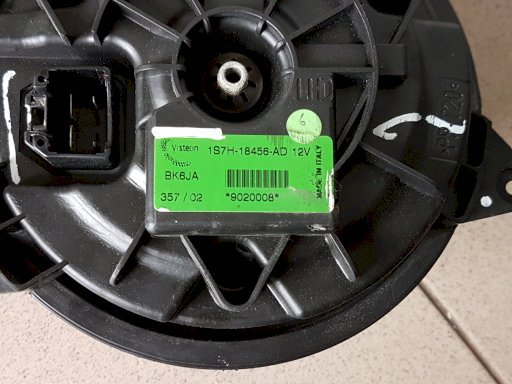 LHD
6
Visteon
1S7H-18456-AD 12V
BK6JA
357 / 02
*9020008*
MADE IN ITALY